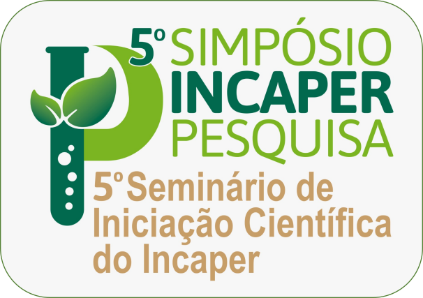 5º SIMPÓSIO
INCAPER
PESQUISA
5º Seminário de
Iniciação Científica
do Incaper